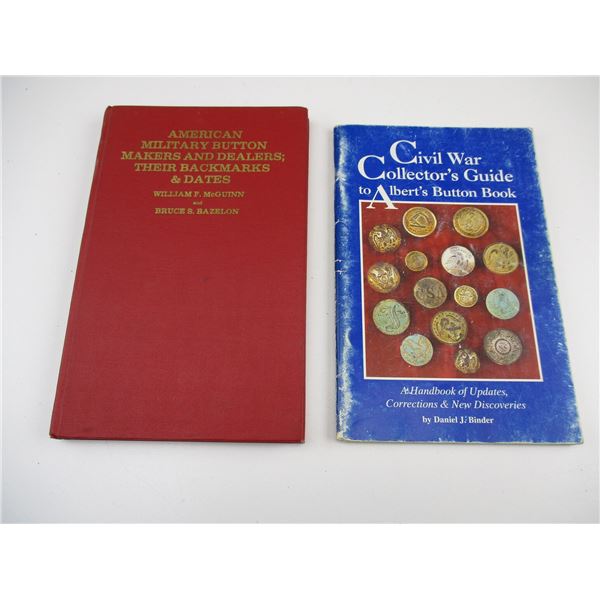 AMERICAN
MILITARY BUTTON
MAKERS AND DEALERS;
THEIR BACKMARKS
& DATES
WILLIAM F. McGUINN
and
BRUCE S. BAZELON
Civil War
Collector's Guide
to Albert's Button Book
A Handbook of Updates,
Corrections & New Discoveries
by Daniel J. Binder